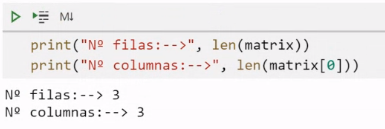 M↓
print("Nº filas:-->", len(matrix))
print("Nº columnas:-->", len(matrix[0]))
Nº filas:--> 3
Nº columnas:--> 3